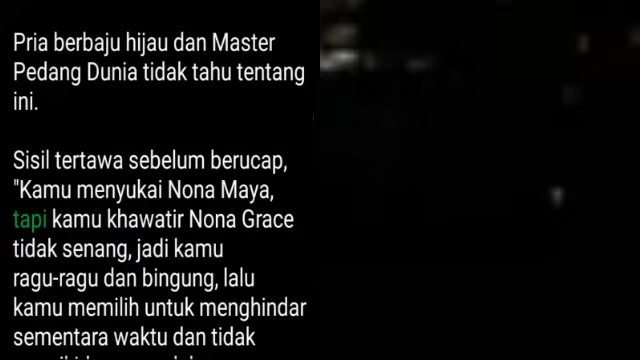 Pria berbaju hijau dan Master
Pedang Dunia tidak tahu tentang
ini.
Sisil tertawa sebelum berucap,
"Kamu menyukai Nona Maya,
tapi kamu khawatir Nona Grace
tidak senang, jadi kamu
ragu-ragu dan bingung, lalu
kamu memilih untuk menghindar
sementara waktu dan tidak